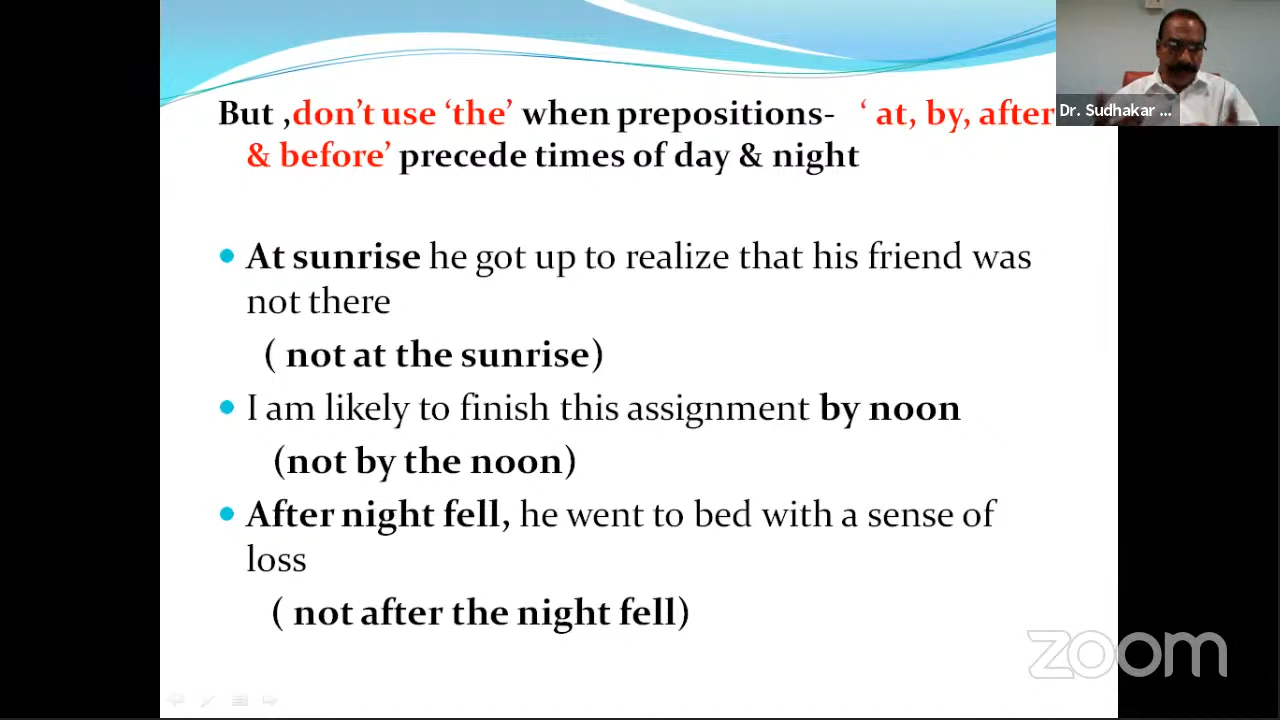 But ,don't use 'the' when prepositions- ' at, by, after
& before' precede times of day & night
Dr. Sudhakar ...
• At sunrise he got up to realize that his friend was
not there
( not at the sunrise)
• I am likely to finish this assignment by noon
(not by the noon)
• After night fell, he went to bed with a sense of
loss
( not after the night fell)
zoom